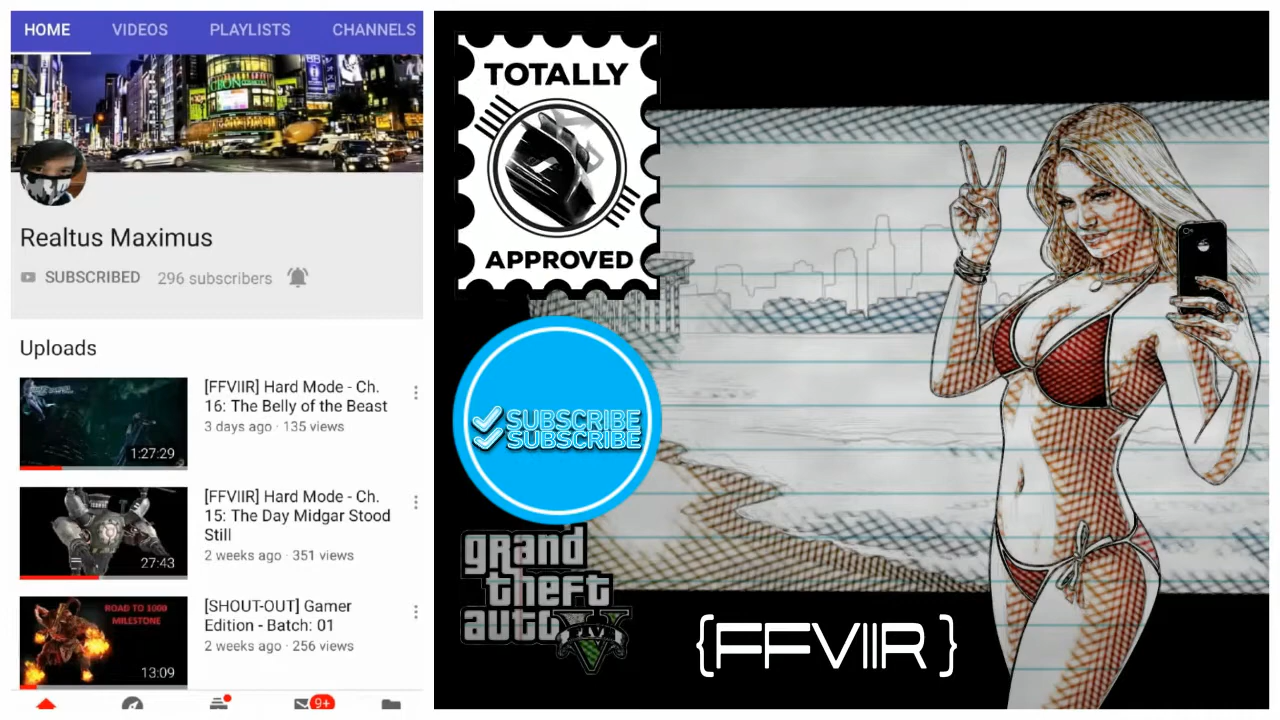 HOME VIDEOS PLAYLISTS CHANNELS
Realtus Maximus
SUBSCRIBED 296 subscribers
Uploads
[FFVIIR] Hard Mode - Ch.
16: The Belly of the Beast
3 days ago · 135 views
1:27:29
[FFVIIR] Hard Mode - Ch.
15: The Day Midgar Stood
Still
2 weeks ago · 351 views
27:43
ROAD TO 1000
MILESTONE
[SHOUT-OUT] Gamer
Edition - Batch: 01
2 weeks ago · 256 views
13:09
9+
TOTALLY
APPROVED
SUBSCRIBE
SUBSCRIBE
grand
theft
auto
V
FIVE
{FFVIIR}